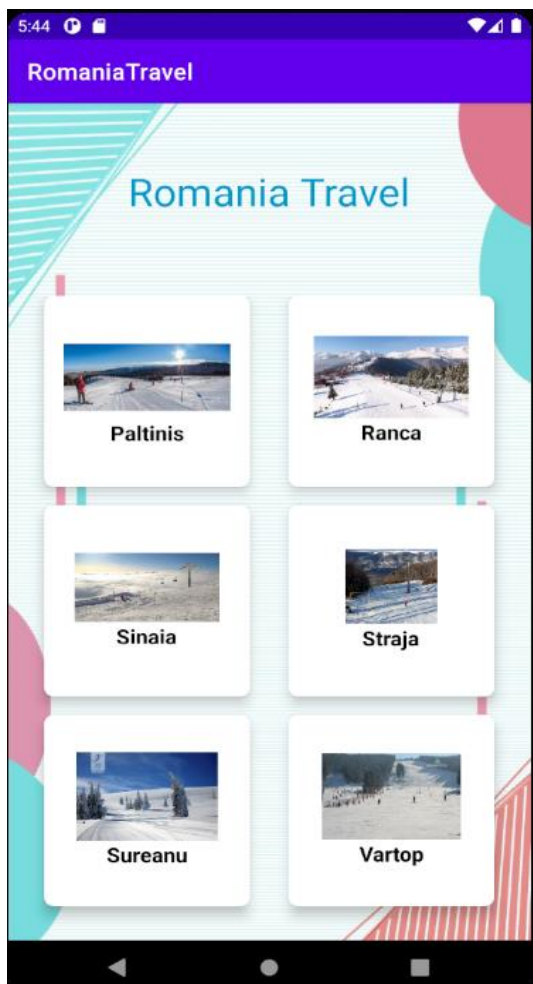 5:44
RomaniaTravel
Romania Travel
Paltinis
Ranca
Sinaia
Straja
Sureanu
Vartop